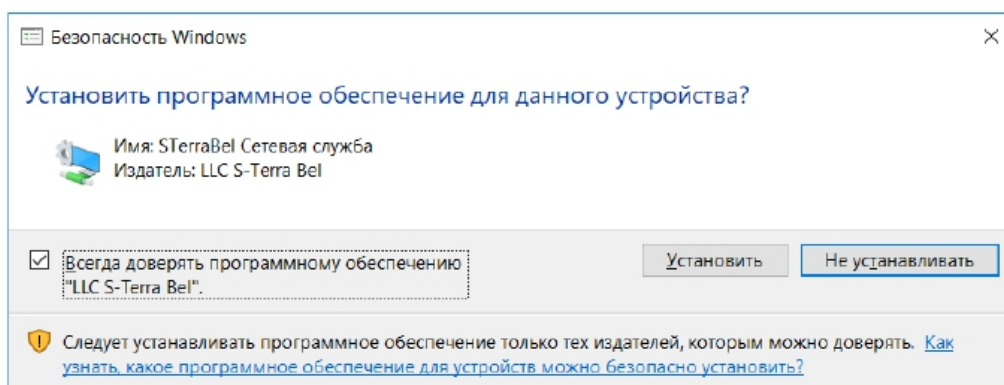 Безопасность Windows
Установить программное обеспечение для данного устройства?
Имя: STerraBel Сетевая служба
Издатель: LLC S-Terra Bel
Всегда доверять программному обеспечению
"LLC S-Terra Bel".
Установить
Не устанавливать
Следует устанавливать программное обеспечение только тех издателей, которым можно доверять. Как
узнать, какое программное обеспечение для устройств можно безопасно установить?